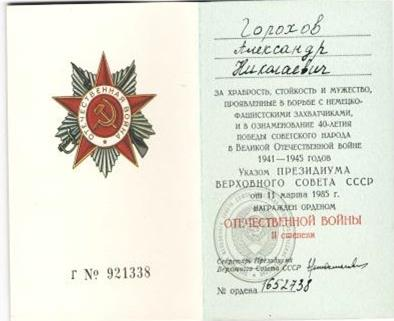 ОТЕЧЕСТВЕННАЯ ВОЙНА
Г № 921338
Горохов
Александр
Николаевич
ЗА ХРАБРОСТЬ, СТОЙКОСТЬ И МУЖЕСТВО,
ПРОЯВЛЕННЫЕ В БОРЬБЕ С НЕМЕЦКО-
ФАШИСТСКИМИ ЗАХВАТЧИКАМИ,
И В ОЗНАМЕНОВАНИЕ 40-ЛЕТИЯ
ПОБЕДЫ СОВЕТСКОГО НАРОДА
В ВЕЛИКОЙ ОТЕЧЕСТВЕННОЙ ВОЙНЕ
1941—1945 ГОДОВ
УКАЗОМ ПРЕЗИДИУМА
ВЕРХОВНОГО СОВЕТА СССР
от 11 марта 1985 г.
НАГРАЖДЕН ОРДЕНОМ
ОТЕЧЕСТВЕННОЙ ВОЙНЫ
II степени
Секретарь Президиума
Верховного Совета СССР
№ ордена 1652738